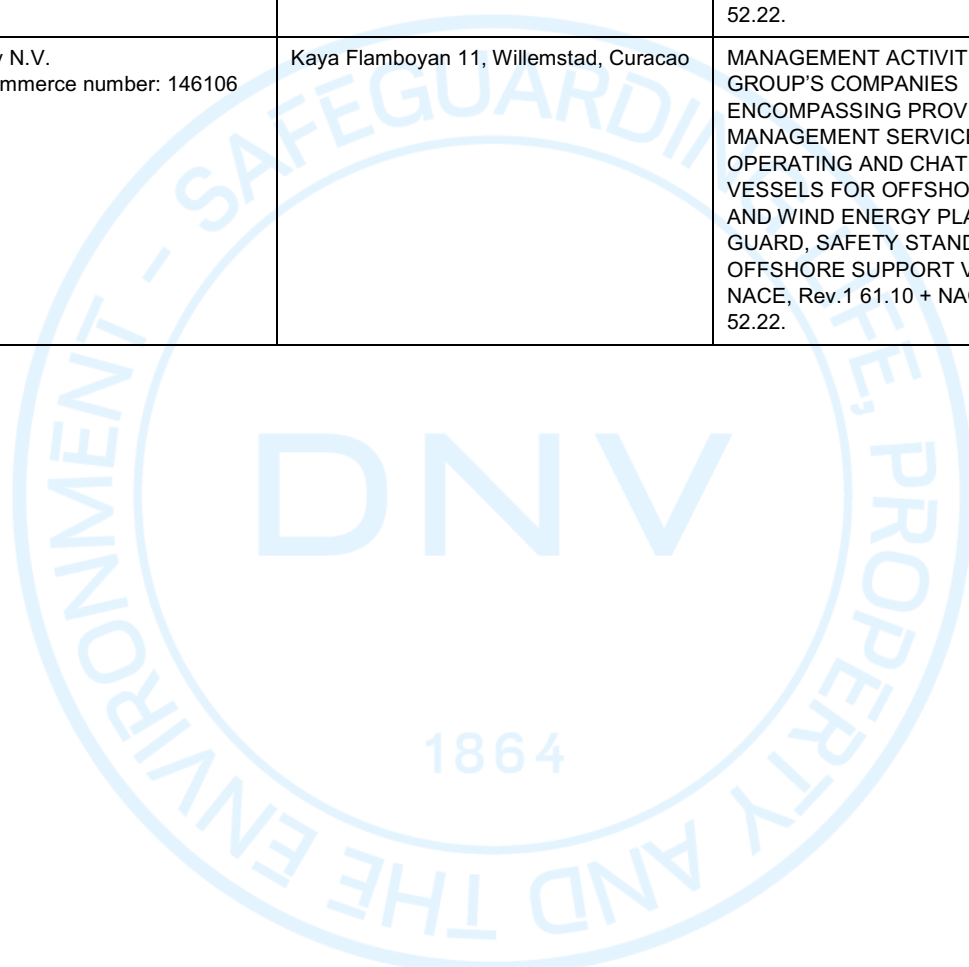 52.22.
y N.V.
mmerce number: 146106
Kaya Flamboyan 11, Willemstad, Curacao
MANAGEMENT ACTIVIT
GROUP'S COMPANIES
ENCOMPASSING PROV
MANAGEMENT SERVIC
OPERATING AND CHAT
VESSELS FOR OFFSHO
AND WIND ENERGY PLA
GUARD, SAFETY STAND
OFFSHORE SUPPORT V
NACE, Rev.1 61.10 + NA
52.22.
SAFEGUARDING LIFE, PROPERTY AND THE ENVIRONMENT -
DNV
1864